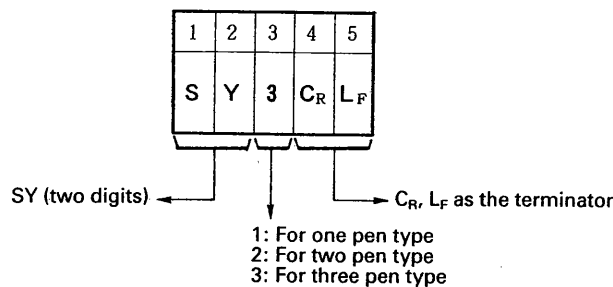 1 2 3 4 5
S Y 3 CR LF
SY (two digits)
CR, LF as the terminator
1: For one pen type
2: For two pen type
3: For three pen type